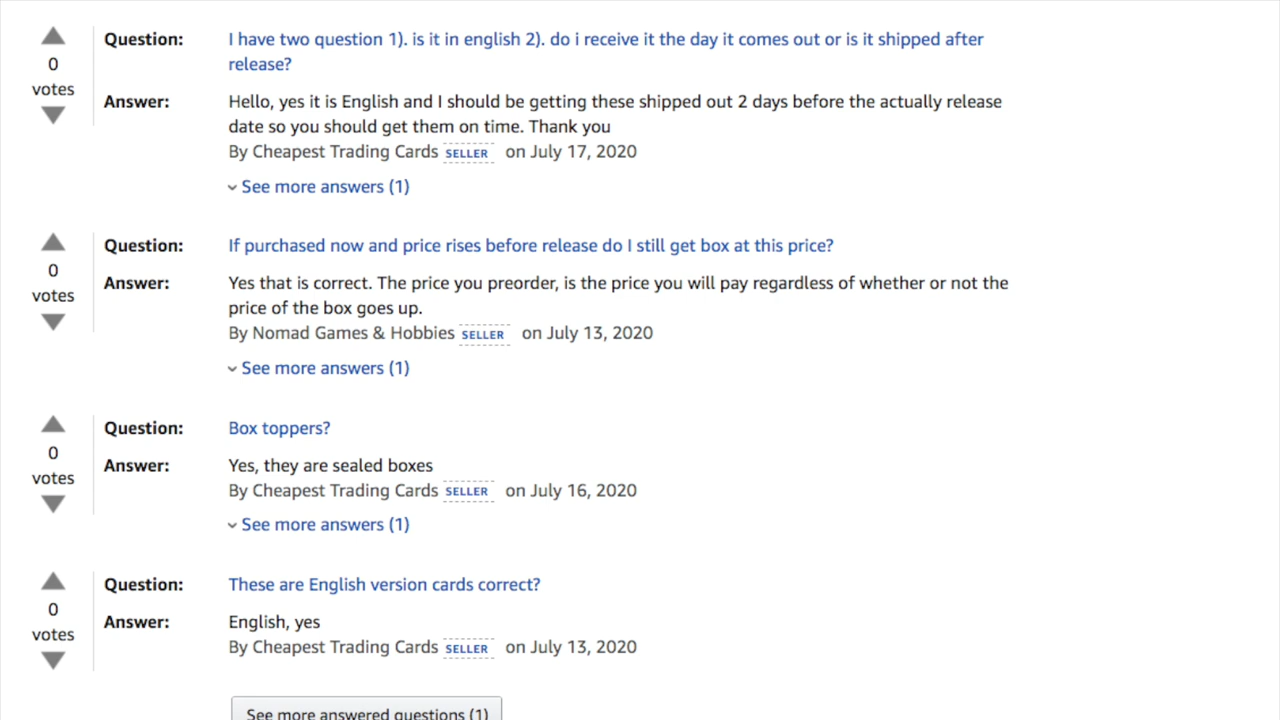 Question: I have two question 1). is it in english 2). do i receive it the day it comes out or is it shipped after
0
release?
votes
Answer: Hello, yes it is English and I should be getting these shipped out 2 days before the actually release
date so you should get them on time. Thank you
By Cheapest Trading Cards SELLER on July 17, 2020
See more answers (1)
Question: If purchased now and price rises before release do I still get box at this price?
0
votes
Answer: Yes that is correct. The price you preorder, is the price you will pay regardless of whether or not the
price of the box goes up.
By Nomad Games & Hobbies SELLER on July 13, 2020
See more answers (1)
Question: Box toppers?
0
votes
Answer: Yes, they are sealed boxes
By Cheapest Trading Cards SELLER on July 16, 2020
See more answers (1)
Question: These are English version cards correct?
0
votes
Answer: English, yes
By Cheapest Trading Cards SELLER on July 13, 2020
See more answered questions (1)